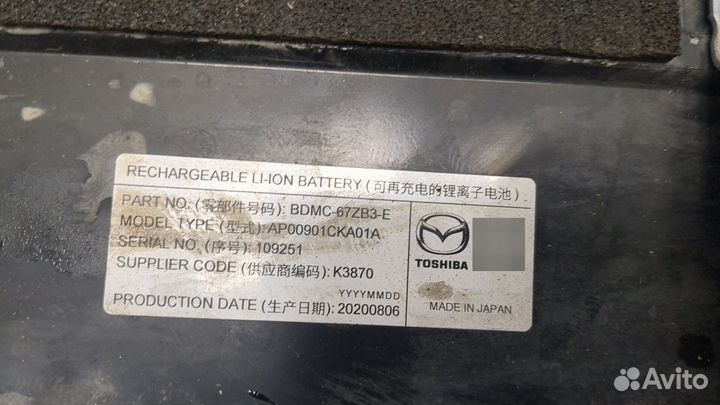 RECHARGEABLE LI-ION BATTERY (可再充电的锂离子电池)
PART NO. (零部件号码): BDMC-67ZB3-E
MODEL TYPE (型式): AP00901CKA01A
SERIAL NO. (序号): 109251
SUPPLIER CODE (供应商编码): K3870
YYYYMMDD
PRODUCTION DATE (生产日期): 20200806
TOSHIBA
MADE IN JAPAN
Avito